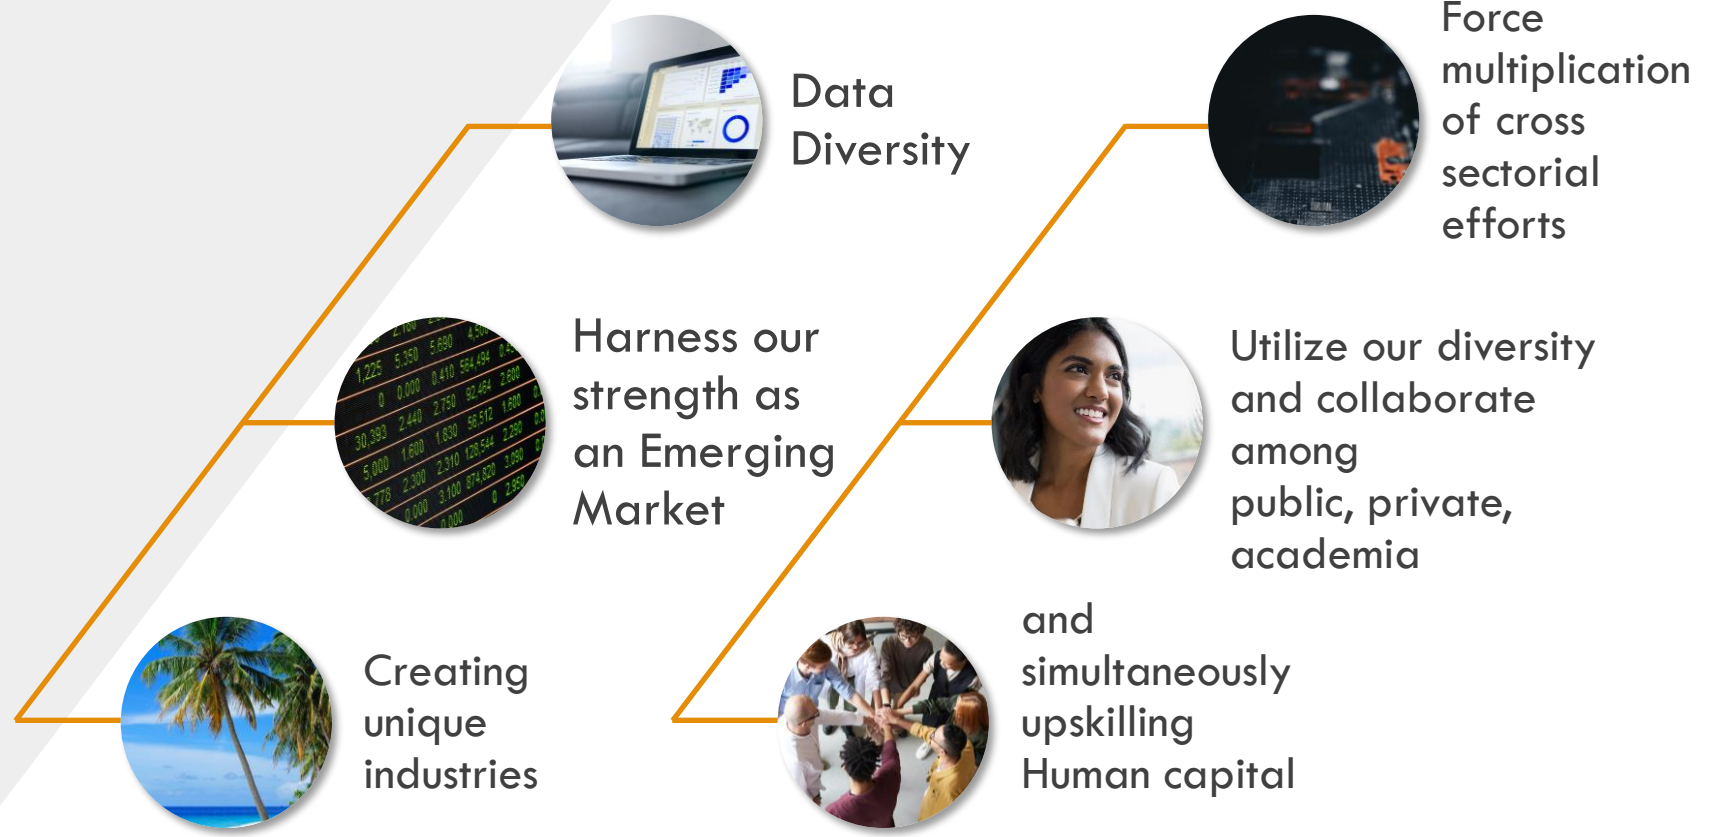 Data
Diversity
Harness our
strength as
an Emerging
Market
Creating
unique
industries
Force
multiplication
of cross
sectorial
efforts
Utilize our diversity
and collaborate
among
public, private,
academia
and
simultaneously
upskilling
Human capital